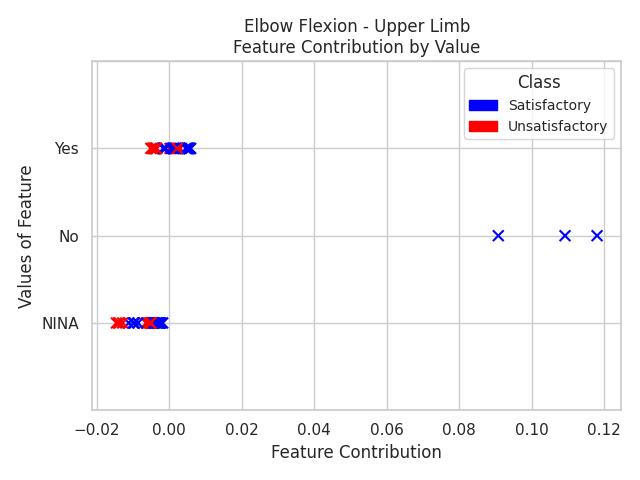 Elbow Flexion - Upper Limb
Feature Contribution by Value
Class
Satisfactory
Unsatisfactory
Values of Feature
Yes
No
NINA
−0.02 0.00 0.02 0.04 0.06 0.08 0.10 0.12
Feature Contribution